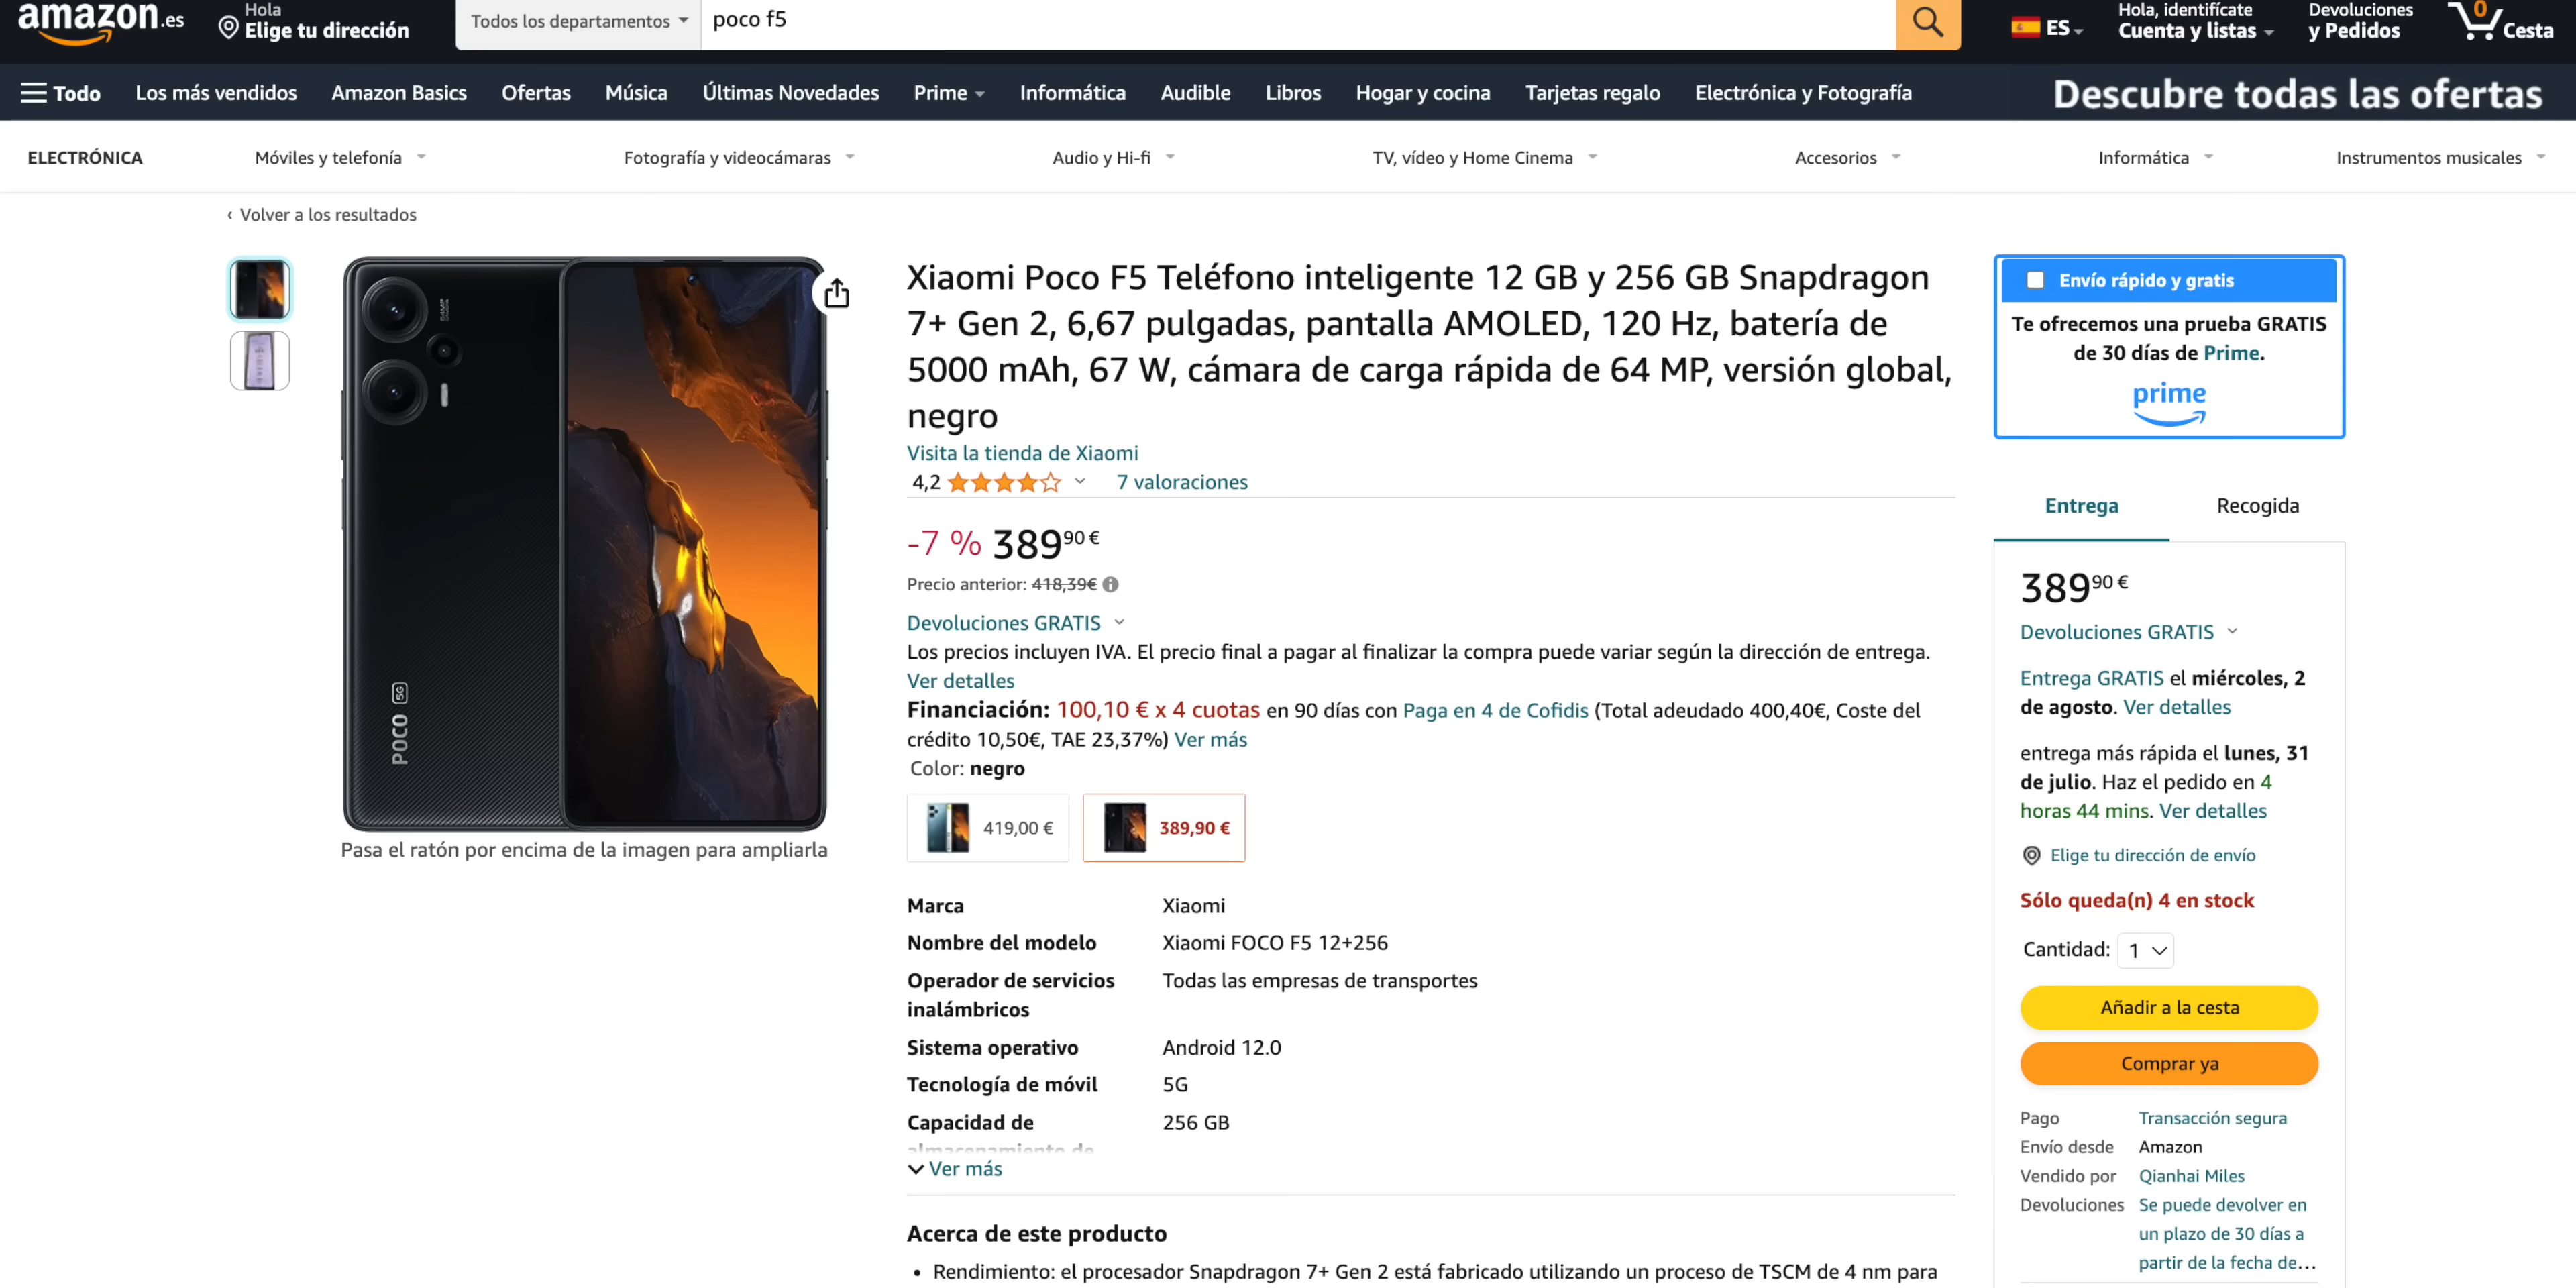 amazon.es
Hola
Elige tu dirección
Todos los departamentos
poco f5
ES
Hola, identifícate
Cuenta y listas
Devoluciones
y Pedidos
0
Cesta
Todo
Los más vendidos
Amazon Basics
Ofertas
Música
Últimas Novedades
Prime
Informática
Audible
Libros
Hogar y cocina
Tarjetas regalo
Electrónica y Fotografía
Descubre todas las ofertas
ELECTRÓNICA
Móviles y telefonía
Fotografía y videocámaras
Audio y Hi-fi
TV, vídeo y Home Cinema
Accesorios
Informática
Instrumentos musicales
‹ Volver a los resultados
64MP
POCO 5G
Pasa el ratón por encima de la imagen para ampliarla
Xiaomi Poco F5 Teléfono inteligente 12 GB y 256 GB Snapdragon
7+ Gen 2, 6,67 pulgadas, pantalla AMOLED, 120 Hz, batería de
5000 mAh, 67 W, cámara de carga rápida de 64 MP, versión global,
negro
Visita la tienda de Xiaomi
4,2
7 valoraciones
-7 % 389,90 €
Precio anterior: 418,39€
Devoluciones GRATIS
Los precios incluyen IVA. El precio final a pagar al finalizar la compra puede variar según la dirección de entrega.
Ver detalles
Financiación: 100,10 € x 4 cuotas en 90 días con Paga en 4 de Cofidis (Total adeudado 400,40€, Coste del
crédito 10,50€, TAE 23,37%) Ver más
Color: negro
419,00 €
389,90 €
Marca Xiaomi
Nombre del modelo Xiaomi FOCO F5 12+256
Operador de servicios Todas las empresas de transportes
inalámbricos
Sistema operativo Android 12.0
Tecnología de móvil 5G
Capacidad de 256 GB
almacenamiento de
Ver más
Acerca de este producto
• Rendimiento: el procesador Snapdragon 7+ Gen 2 está fabricado utilizando un proceso de TSCM de 4 nm para
Envío rápido y gratis
Te ofrecemos una prueba GRATIS
de 30 días de Prime.
prime
Entrega
Recogida
389,90 €
Devoluciones GRATIS
Entrega GRATIS el miércoles, 2
de agosto. Ver detalles
entrega más rápida el lunes, 31
de julio. Haz el pedido en 4
horas 44 mins. Ver detalles
Elige tu dirección de envío
Sólo queda(n) 4 en stock
Cantidad: 1
Añadir a la cesta
Comprar ya
Pago Transacción segura
Envío desde Amazon
Vendido por Qianhai Miles
Devoluciones Se puede devolver en
un plazo de 30 días a
partir de la fecha de...